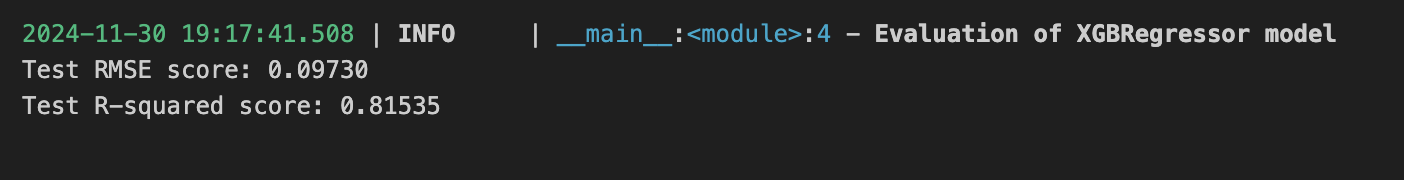 2024-11-30 19:17:41.508 | INFO     | __main__:<module>:4 - Evaluation of XGBRegressor model
Test RMSE score: 0.09730
Test R-squared score: 0.81535